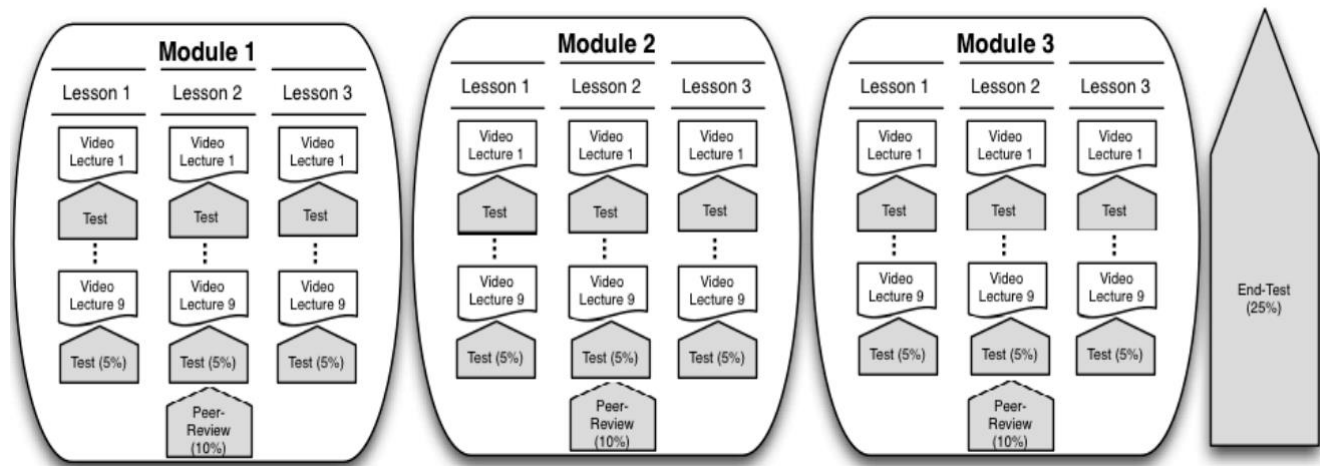 Module 1
Lesson 1 Lesson 2 Lesson 3
Video Video Video
Lecture 1 Lecture 1 Lecture 1
Test Test Test
Video Video Video
Lecture 9 Lecture 9 Lecture 9
Test (5%) Test (5%) Test (5%)
Peer-
Review
(10%)
Module 2
Lesson 1 Lesson 2 Lesson 3
Video Video Video
Lecture 1 Lecture 1 Lecture 1
Test Test Test
Video Video Video
Lecture 9 Lecture 9 Lecture 9
Test (5%) Test (5%) Test (5%)
Peer-
Review
(10%)
Module 3
Lesson 1 Lesson 2 Lesson 3
Video Video Video
Lecture 1 Lecture 1 Lecture 1
Test Test Test
Video Video Video
Lecture 9 Lecture 9 Lecture 9
Test (5%) Test (5%) Test (5%)
Peer-
Review
(10%)
End-Test
(25%)